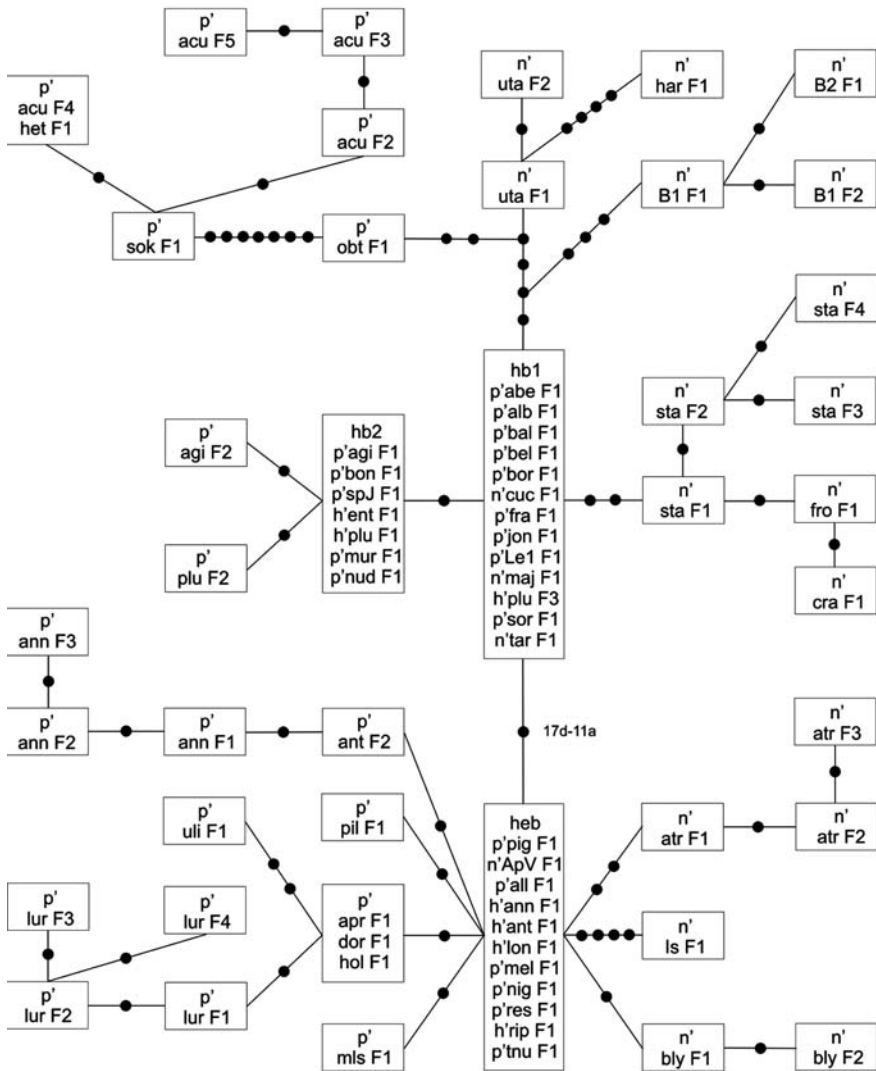 p’
acu F5
p’
acu F3
p’
acu F4
het F1
p’
acu F2
p’
sok F1
p’
obt F1
n’
uta F2
n’
har F1
n’
uta F1
n’
B2 F1
n’
B1 F1
n’
B1 F2
hb1
p’abe F1
p’alb F1
p’bal F1
p’bel F1
p’bor F1
n’cuc F1
p’fra F1
p’jon F1
p’Le1 F1
n’maj F1
h’plu F3
p’sor F1
n’tar F1
p’
agi F2
p’
plu F2
hb2
p’agi F1
p’bon F1
p’spJ F1
h’ent F1
h’plu F1
p’mur F1
p’nud F1
n’
sta F4
n’
sta F2
n’
sta F3
n’
sta F1
n’
fro F1
n’
cra F1
17d-11a
p’
ann F3
p’
ann F2
p’
ann F1
p’
ant F2
p’
uli F1
p’
pil F1
p’
lur F3
p’
lur F4
p’
apr F1
dor F1
hol F1
p’
lur F2
p’
lur F1
p’
mls F1
heb
p’pig F1
n’ApV F1
p’all F1
h’ann F1
h’ant F1
h’lon F1
p’mel F1
p’nig F1
p’res F1
h’rip F1
p’tnu F1
n’
atr F3
n’
atr F1
n’
atr F2
n’
ls F1
n’
bly F1
n’
bly F2